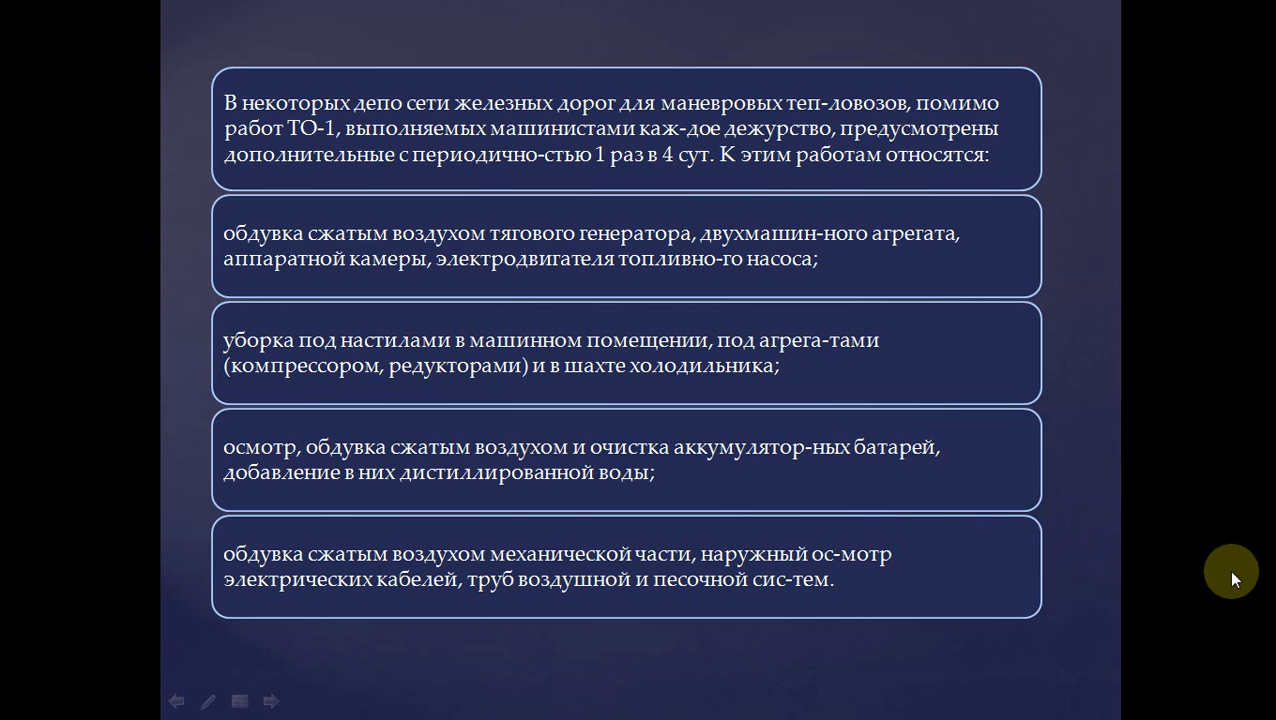 В некоторых депо сети железных дорог для маневровых теп-ловозов, помимо
работ ТО-1, выполняемых машинистами каж-дое дежурство, предусмотрены
дополнительные с периодично-стью 1 раз в 4 сут. К этим работам относятся:
обдувка сжатым воздухом тягового генератора, двухмашин-ного агрегата,
аппаратной камеры, электродвигателя топливно-го насоса;
уборка под настилами в машинном помещении, под агрега-тами
(компрессором, редукторами) и в шахте холодильника;
осмотр, обдувка сжатым воздухом и очистка аккумулятор-ных батарей,
добавление в них дистиллированной воды;
обдувка сжатым воздухом механической части, наружный ос-мотр
электрических кабелей, труб воздушной и песочной сис-тем.